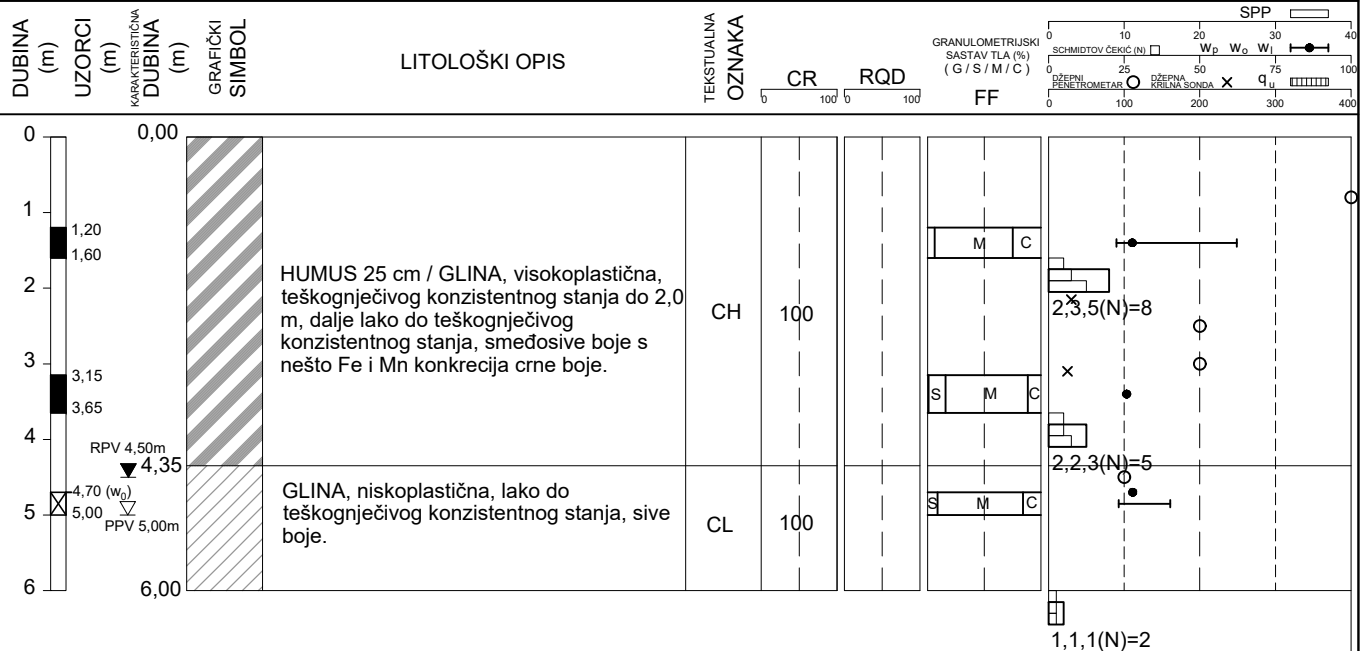 DUBINA
(m)
UZORCI
(m)
KARAKTERISTIČNA
DUBINA
(m)
GRAFIČKI
SIMBOL
LITOLOŠKI OPIS
TEKSTUALNA
OZNAKA
CR
0 100
RQD
0 100
GRANULOMETRIJSKI
SASTAV TLA (%)
( G / S / M / C )
FF
SPP
0 10 20 30 40
SCHMIDTOV ČEKIĆ (N) wp wo wl
0 25 50 75 100
DŽEPNI
PENETROMETAR
DŽEPNA
KRILNA SONDA
qu
0 100 200 300 400
0
0,00
1
1,20
1,60
M C
2
HUMUS 25 cm / GLINA, visokoplastična,
teškognječivog konzistentnog stanja do 2,0
m, dalje lako do teškognječivog
konzistentnog stanja, smeđosive boje s
nešto Fe i Mn konkrecija crne boje.
CH
100
2,3,5(N)=8
3
3,15
3,65
S M C
4
RPV 4,50m
4,35
2,2,3(N)=5
4,70 (w0)
5
5,00
PPV 5,00m
GLINA, niskoplastična, lako do
teškognječivog konzistentnog stanja, sive
boje.
CL
100
S M C
6
6,00
1,1,1(N)=2